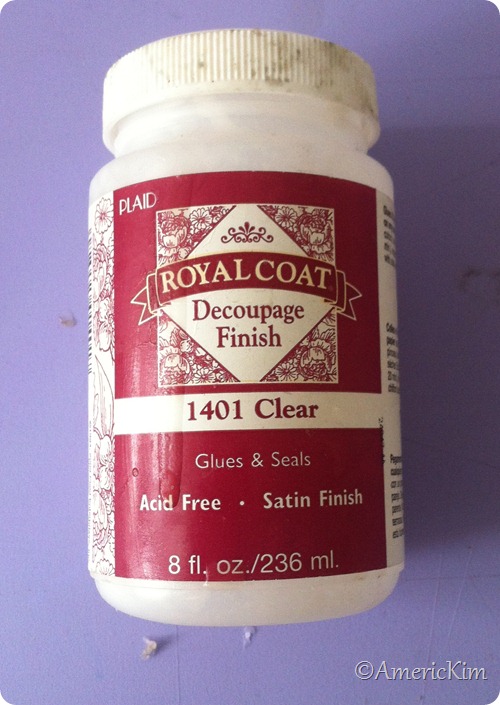 PLAID
ROYAL COAT®
Decoupage
Finish
1401 Clear
Glues & Seals
Acid Free · Satin Finish
8 fl. oz./236 ml.
©AmericKim